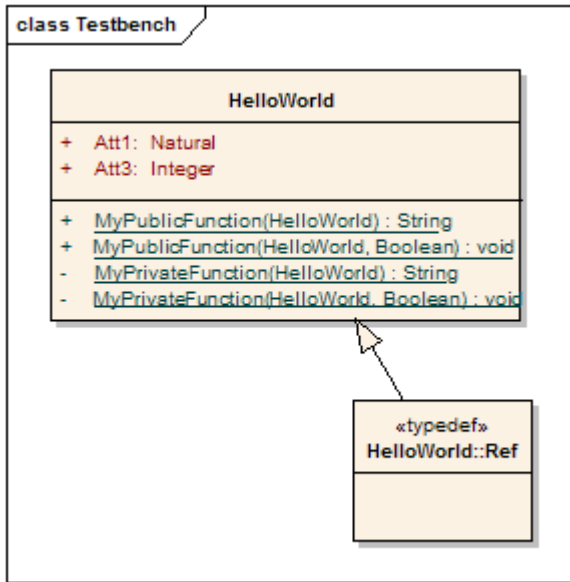 class Testbench
HelloWorld
+ Att1: Natural
+ Att3: Integer
+ MyPublicFunction(HelloWorld) : String
+ MyPublicFunction(HelloWorld, Boolean) : void
- MyPrivateFunction(HelloWorld) : String
- MyPrivateFunction(HelloWorld, Boolean) : void
«typedef»
HelloWorld::Ref